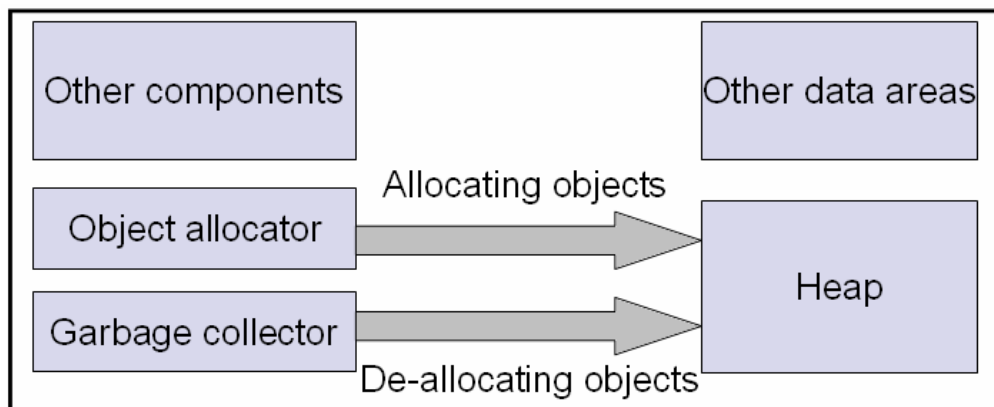 Other components
Other data areas
Allocating objects
Object allocator
Heap
Garbage collector
De-allocating objects